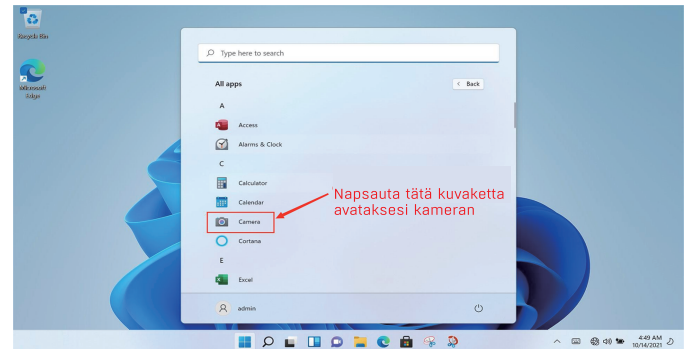 Recycle Bin
Microsoft
Edge
Type here to search
All apps
< Back
A
Access
Alarms & Clock
C
Calculator
Calendar
Camera
Cortana
E
Excel
Napsauta tätä kuvaketta
avataksesi kameran
admin
4:49 AM
10/14/2021